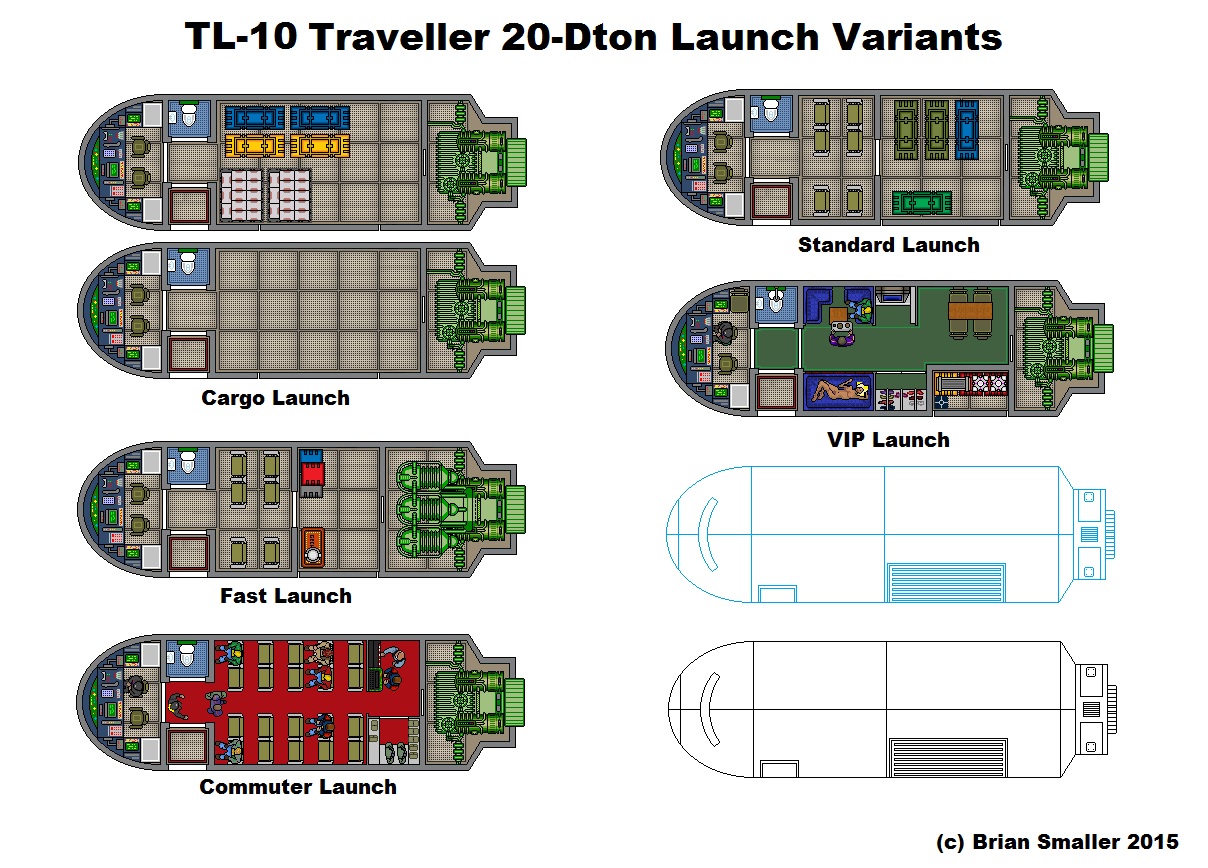 TL-10 Traveller 20-Dton Launch Variants
Standard Launch
Cargo Launch
VIP Launch
Fast Launch
Commuter Launch
(c) Brian Smaller 2015